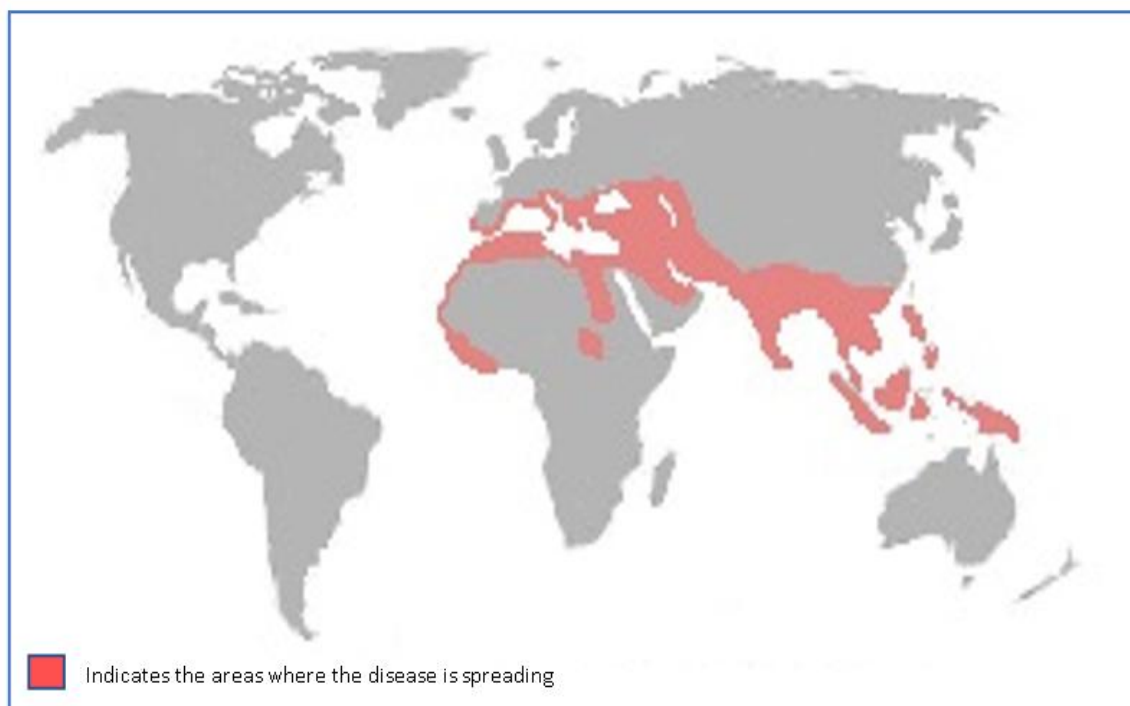 Indicates the areas where the disease is spreading